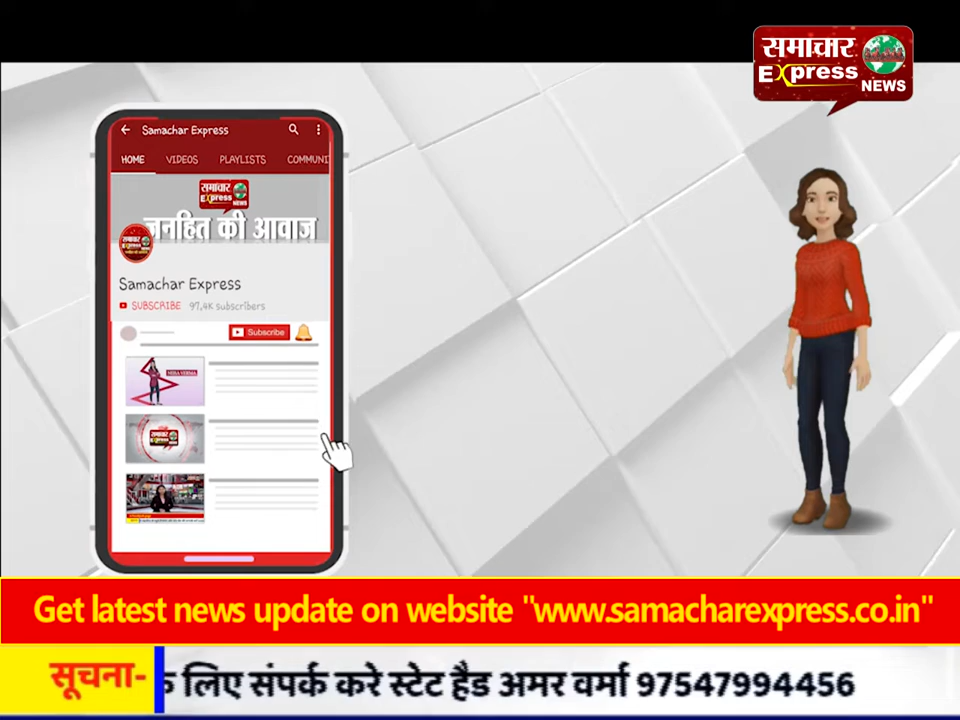 समाचार
Express
NEWS
Samachar Express
HOME VIDEOS PLAYLISTS COMMUNI
समाचार
Express
NEWS
जनहित की आवाज
Samachar Express
SUBSCRIBE 97.4K subscribers
Subscribe
Get latest news update on website "www.samacharexpress.co.in"
सूचना- के लिए संपर्क करे स्टेट हैड अमर वर्मा 97547994456